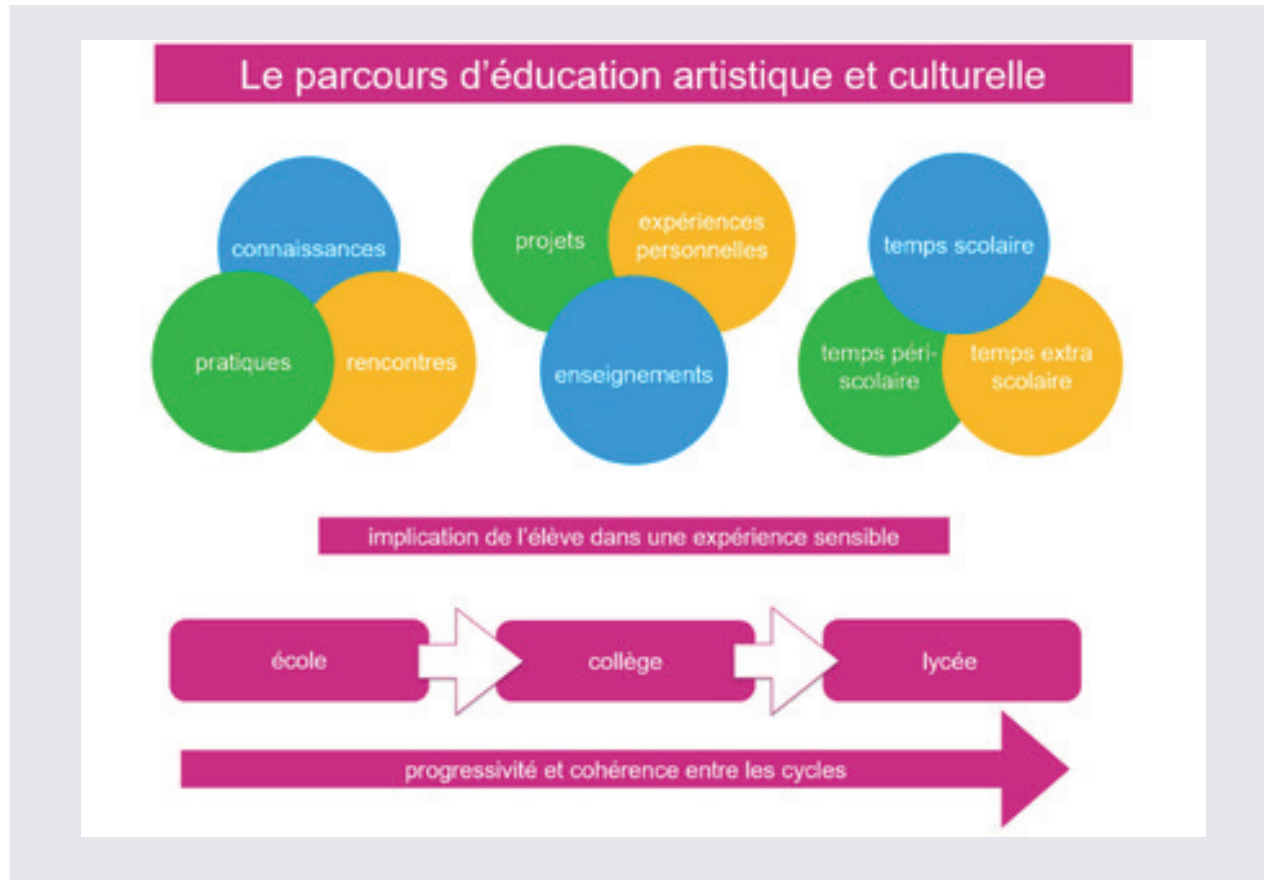 Le parcours d'éducation artistique et culturelle
connaissances
pratiques
rencontres
projets
expériences
personnelles
enseignements
temps scolaire
temps péri-
scolaire
temps extra
scolaire
implication de l'élève dans une expérience sensible
école
collège
lycée
progressivité et cohérence entre les cycles